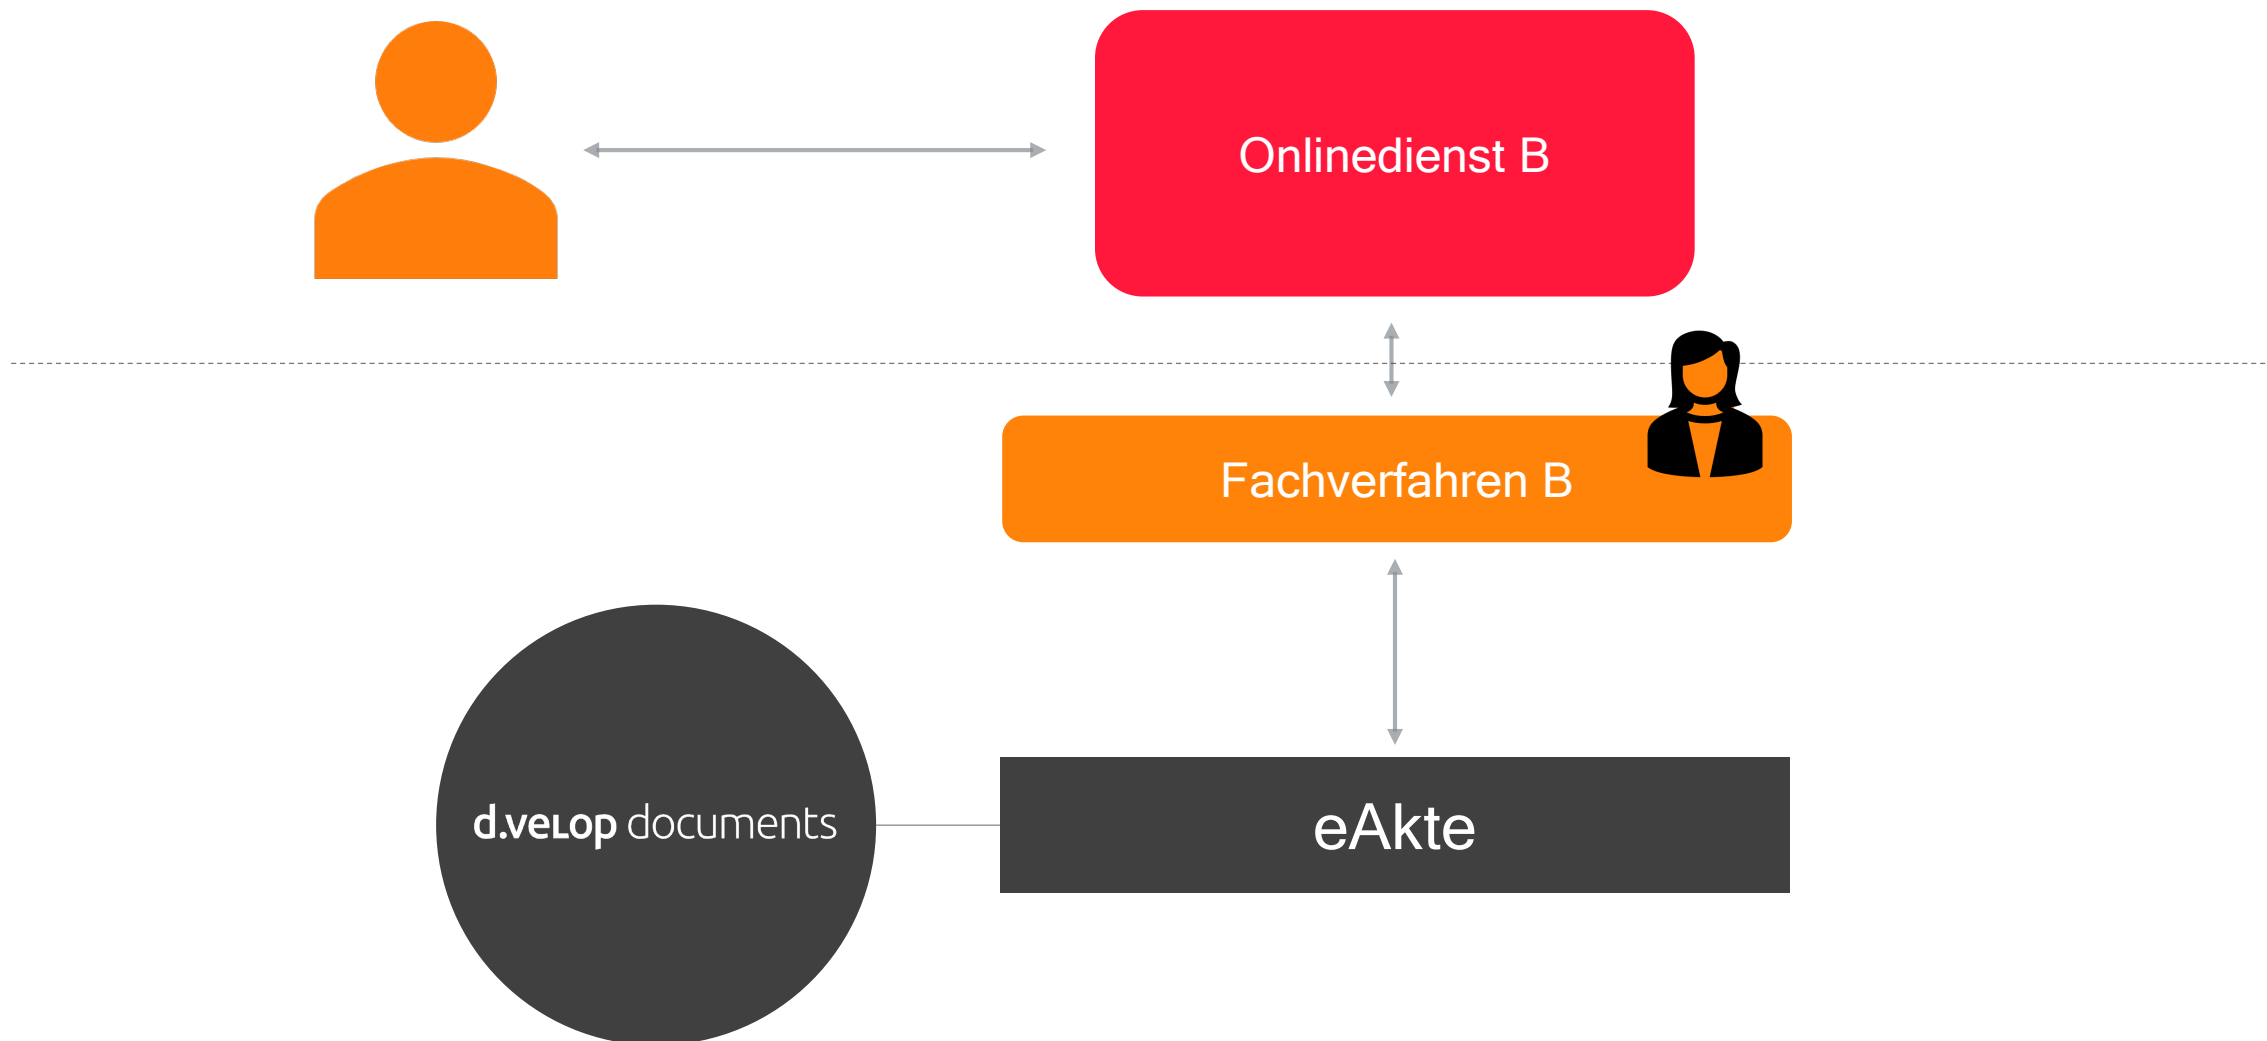 Onlinedienst B
Fachverfahren B
d.velop documents
eAkte